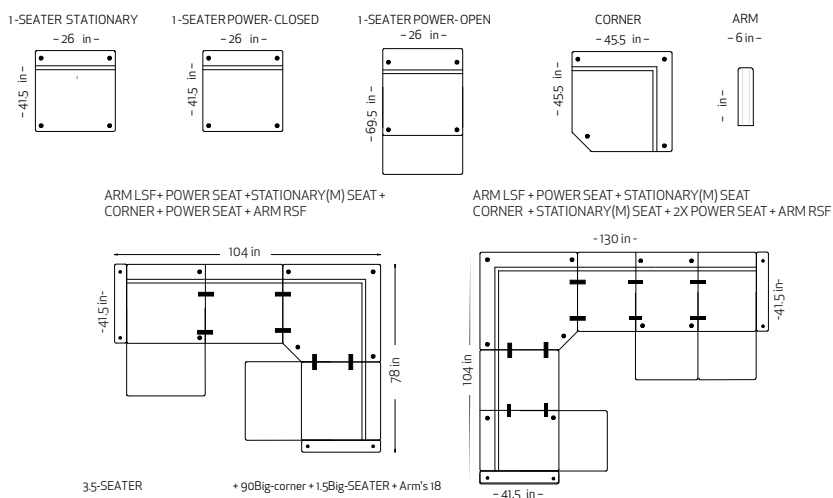 1-SEATER STATIONARY
- 26 in -
- 41.5 in -
1-SEATER POWER- CLOSED
- 26 in -
- 41.5 in -
1-SEATER POWER- OPEN
- 26 in -
- 69.5 in -
CORNER
- 45.5 in -
- 45.5 in -
ARM
- 6 in -
- in -
ARM LSF+ POWER SEAT +STATIONARY(M) SEAT +
CORNER + POWER SEAT + ARM RSF
104 in
-41.5 in-
78 in
ARM LSF + POWER SEAT + STATIONARY(M) SEAT
CORNER + STATIONARY(M) SEAT + 2X POWER SEAT + ARM RSF
-130 in-
-41.5 in-
104 in
- 41.5 in -
3.5-SEATER
+ 90Big-corner + 1.5Big-SEATER + Arm's 18